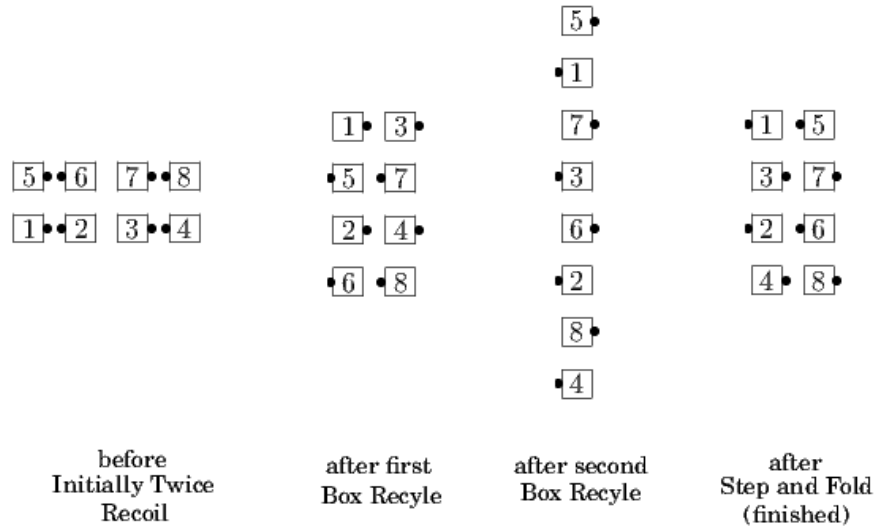 5 6 7 8
1 2 3 4
before
Initially Twice
Recoil
1 3
5 7
2 4
6 8
after first
Box Recyle
5
1
7
3
6
2
8
4
after second
Box Recyle
1 5
3 7
2 6
4 8
after
Step and Fold
(finished)